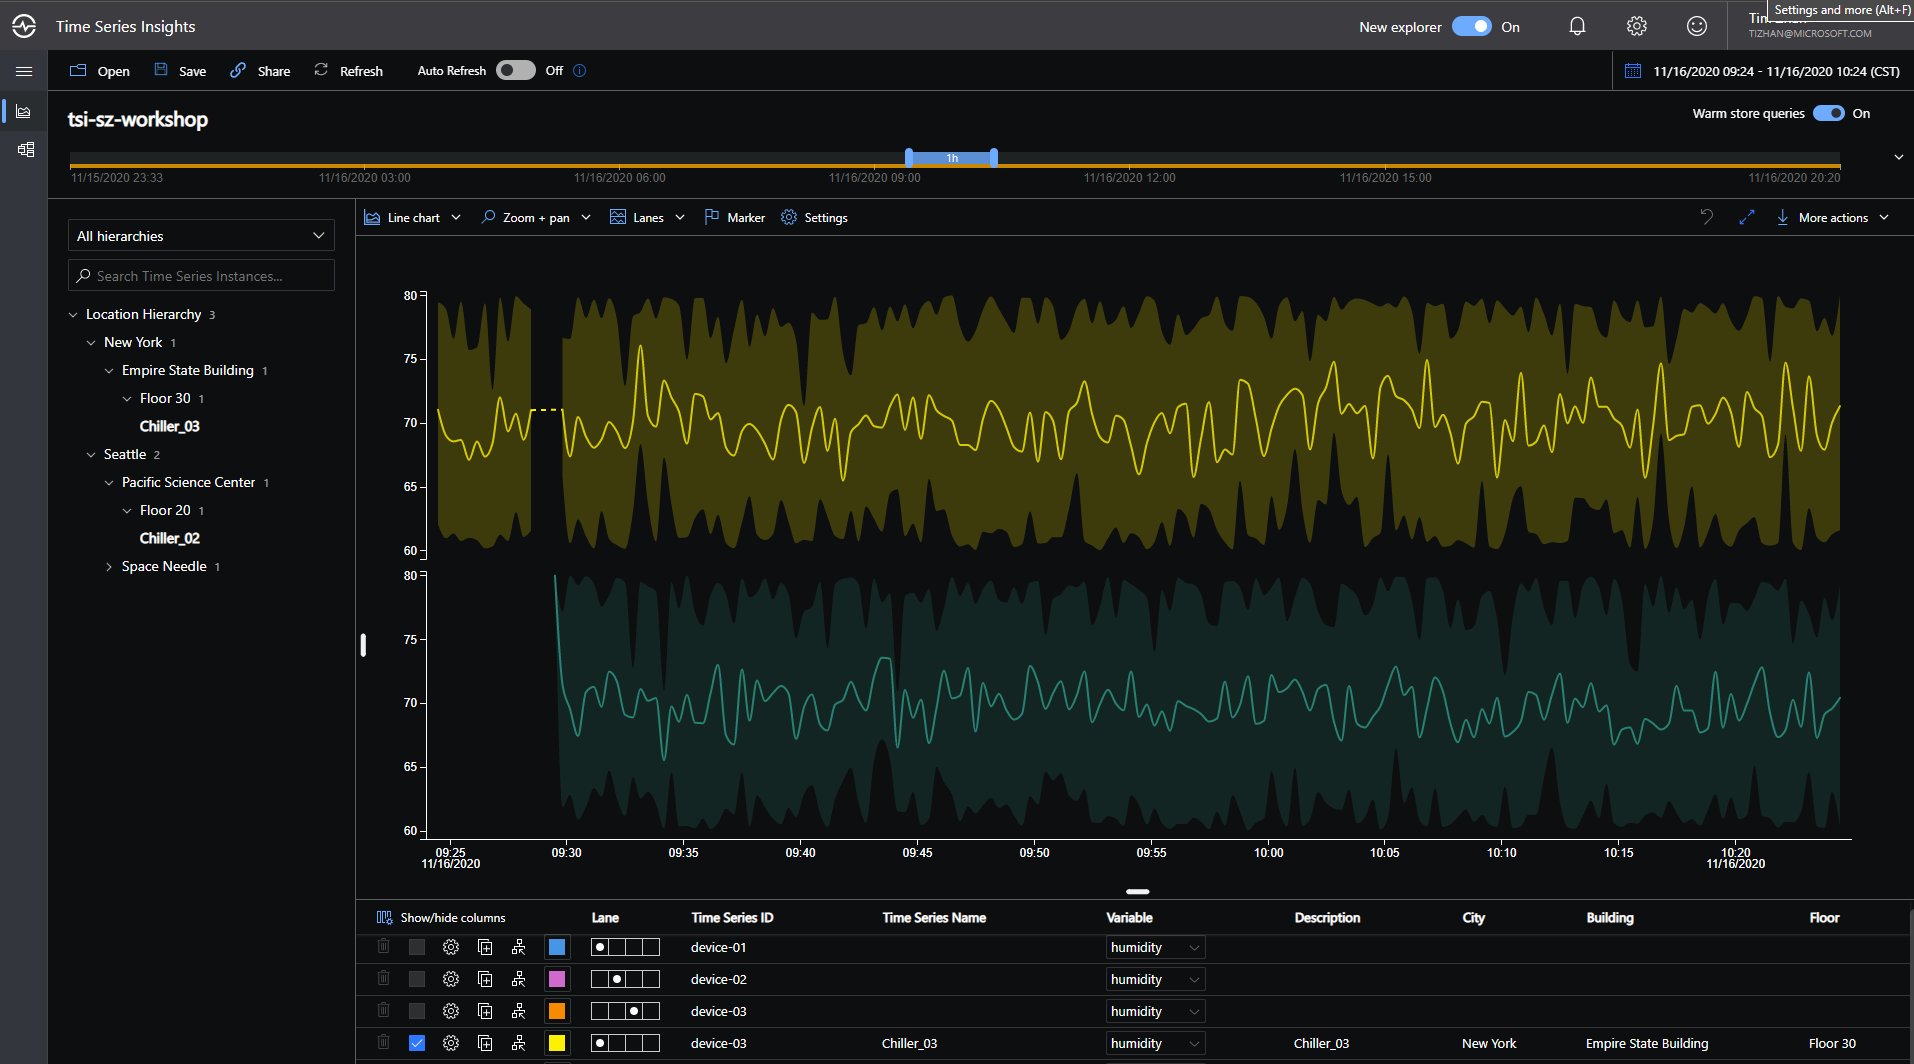 Time Series Insights
New explorer On
Settings and more (Alt+F)
TIZHAN@MICROSOFT.COM
Open Save Share Refresh Auto Refresh Off
11/16/2020 09:24 - 11/16/2020 10:24 (CST)
tsi-sz-workshop
Warm store queries On
1h
11/15/2020 23:33 11/16/2020 03:00 11/16/2020 06:00 11/16/2020 09:00 11/16/2020 12:00 11/16/2020 15:00 11/16/2020 20:20
All hierarchies
Search Time Series Instances...
Location Hierarchy 3
New York 1
Empire State Building 1
Floor 30 1
Chiller_03
Seattle 2
Pacific Science Center 1
Floor 20 1
Chiller_02
Space Needle 1
Line chart Zoom + pan Lanes Marker Settings More actions
80
75
70
65
60
80
75
70
65
60
09:25 09:30 09:35 09:40 09:45 09:50 09:55 10:00 10:05 10:10 10:15 10:20
11/16/2020 11/16/2020
Show/hide columns Lane Time Series ID Time Series Name Variable Description City Building Floor
device-01 humidity
device-02 humidity
device-03 humidity
device-03 Chiller_03 humidity Chiller_03 New York Empire State Building Floor 30